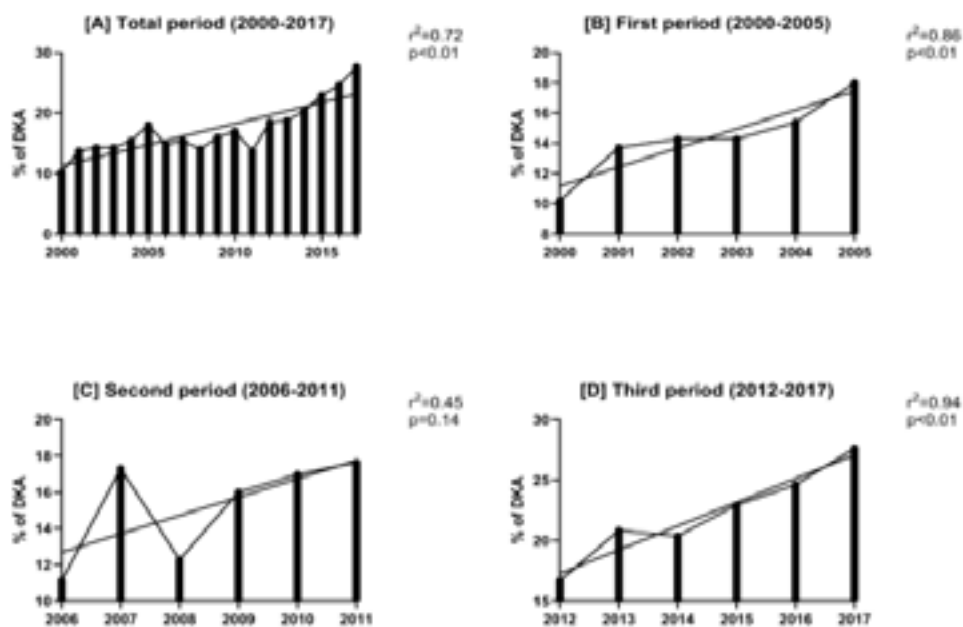 [A] Total period (2000-2017)
r²=0.72
p<0.01
% of DKA
30
20
10
0
2000
2005
2010
2015
[B] First period (2000-2005)
r²=0.86
p<0.01
% of DKA
20
18
16
14
12
10
8
2000
2001
2002
2003
2004
2005
[C] Second period (2006-2011)
r²=0.45
p=0.14
% of DKA
20
18
16
14
12
10
2006
2007
2008
2009
2010
2011
[D] Third period (2012-2017)
r²=0.94
p<0.01
% of DKA
30
25
20
15
2012
2013
2014
2015
2016
2017